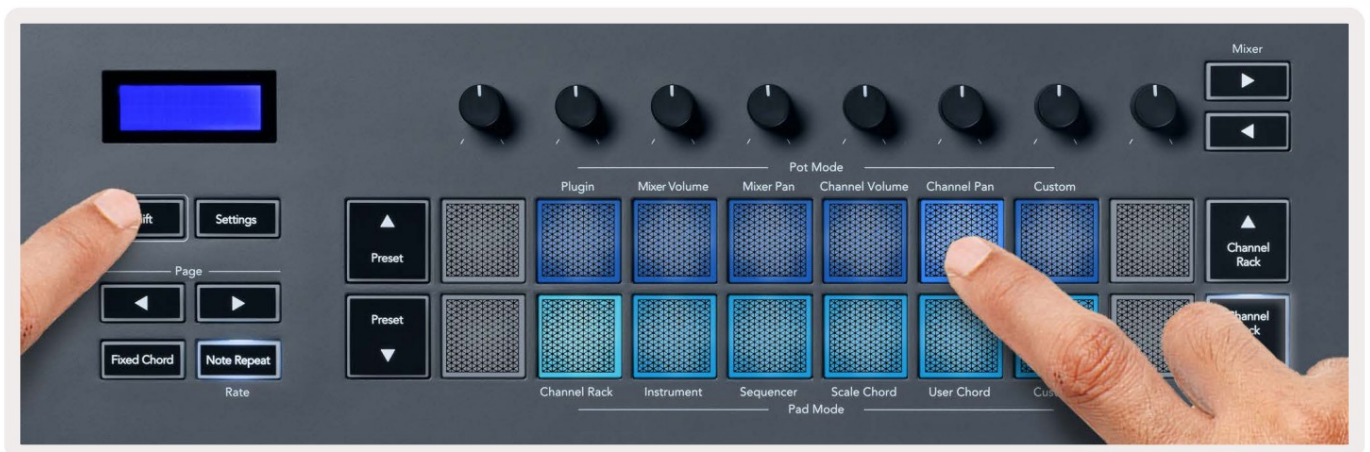 Mixer
Pot Mode
Plugin Mixer Volume Mixer Pan Channel Volume Channel Pan Custom
Settings
Preset
Channel
Rack
Page
Preset
Fixed Chord Note Repeat
Rate
Channel Rack Instrument Sequencer Scale Chord User Chord
Pad Mode